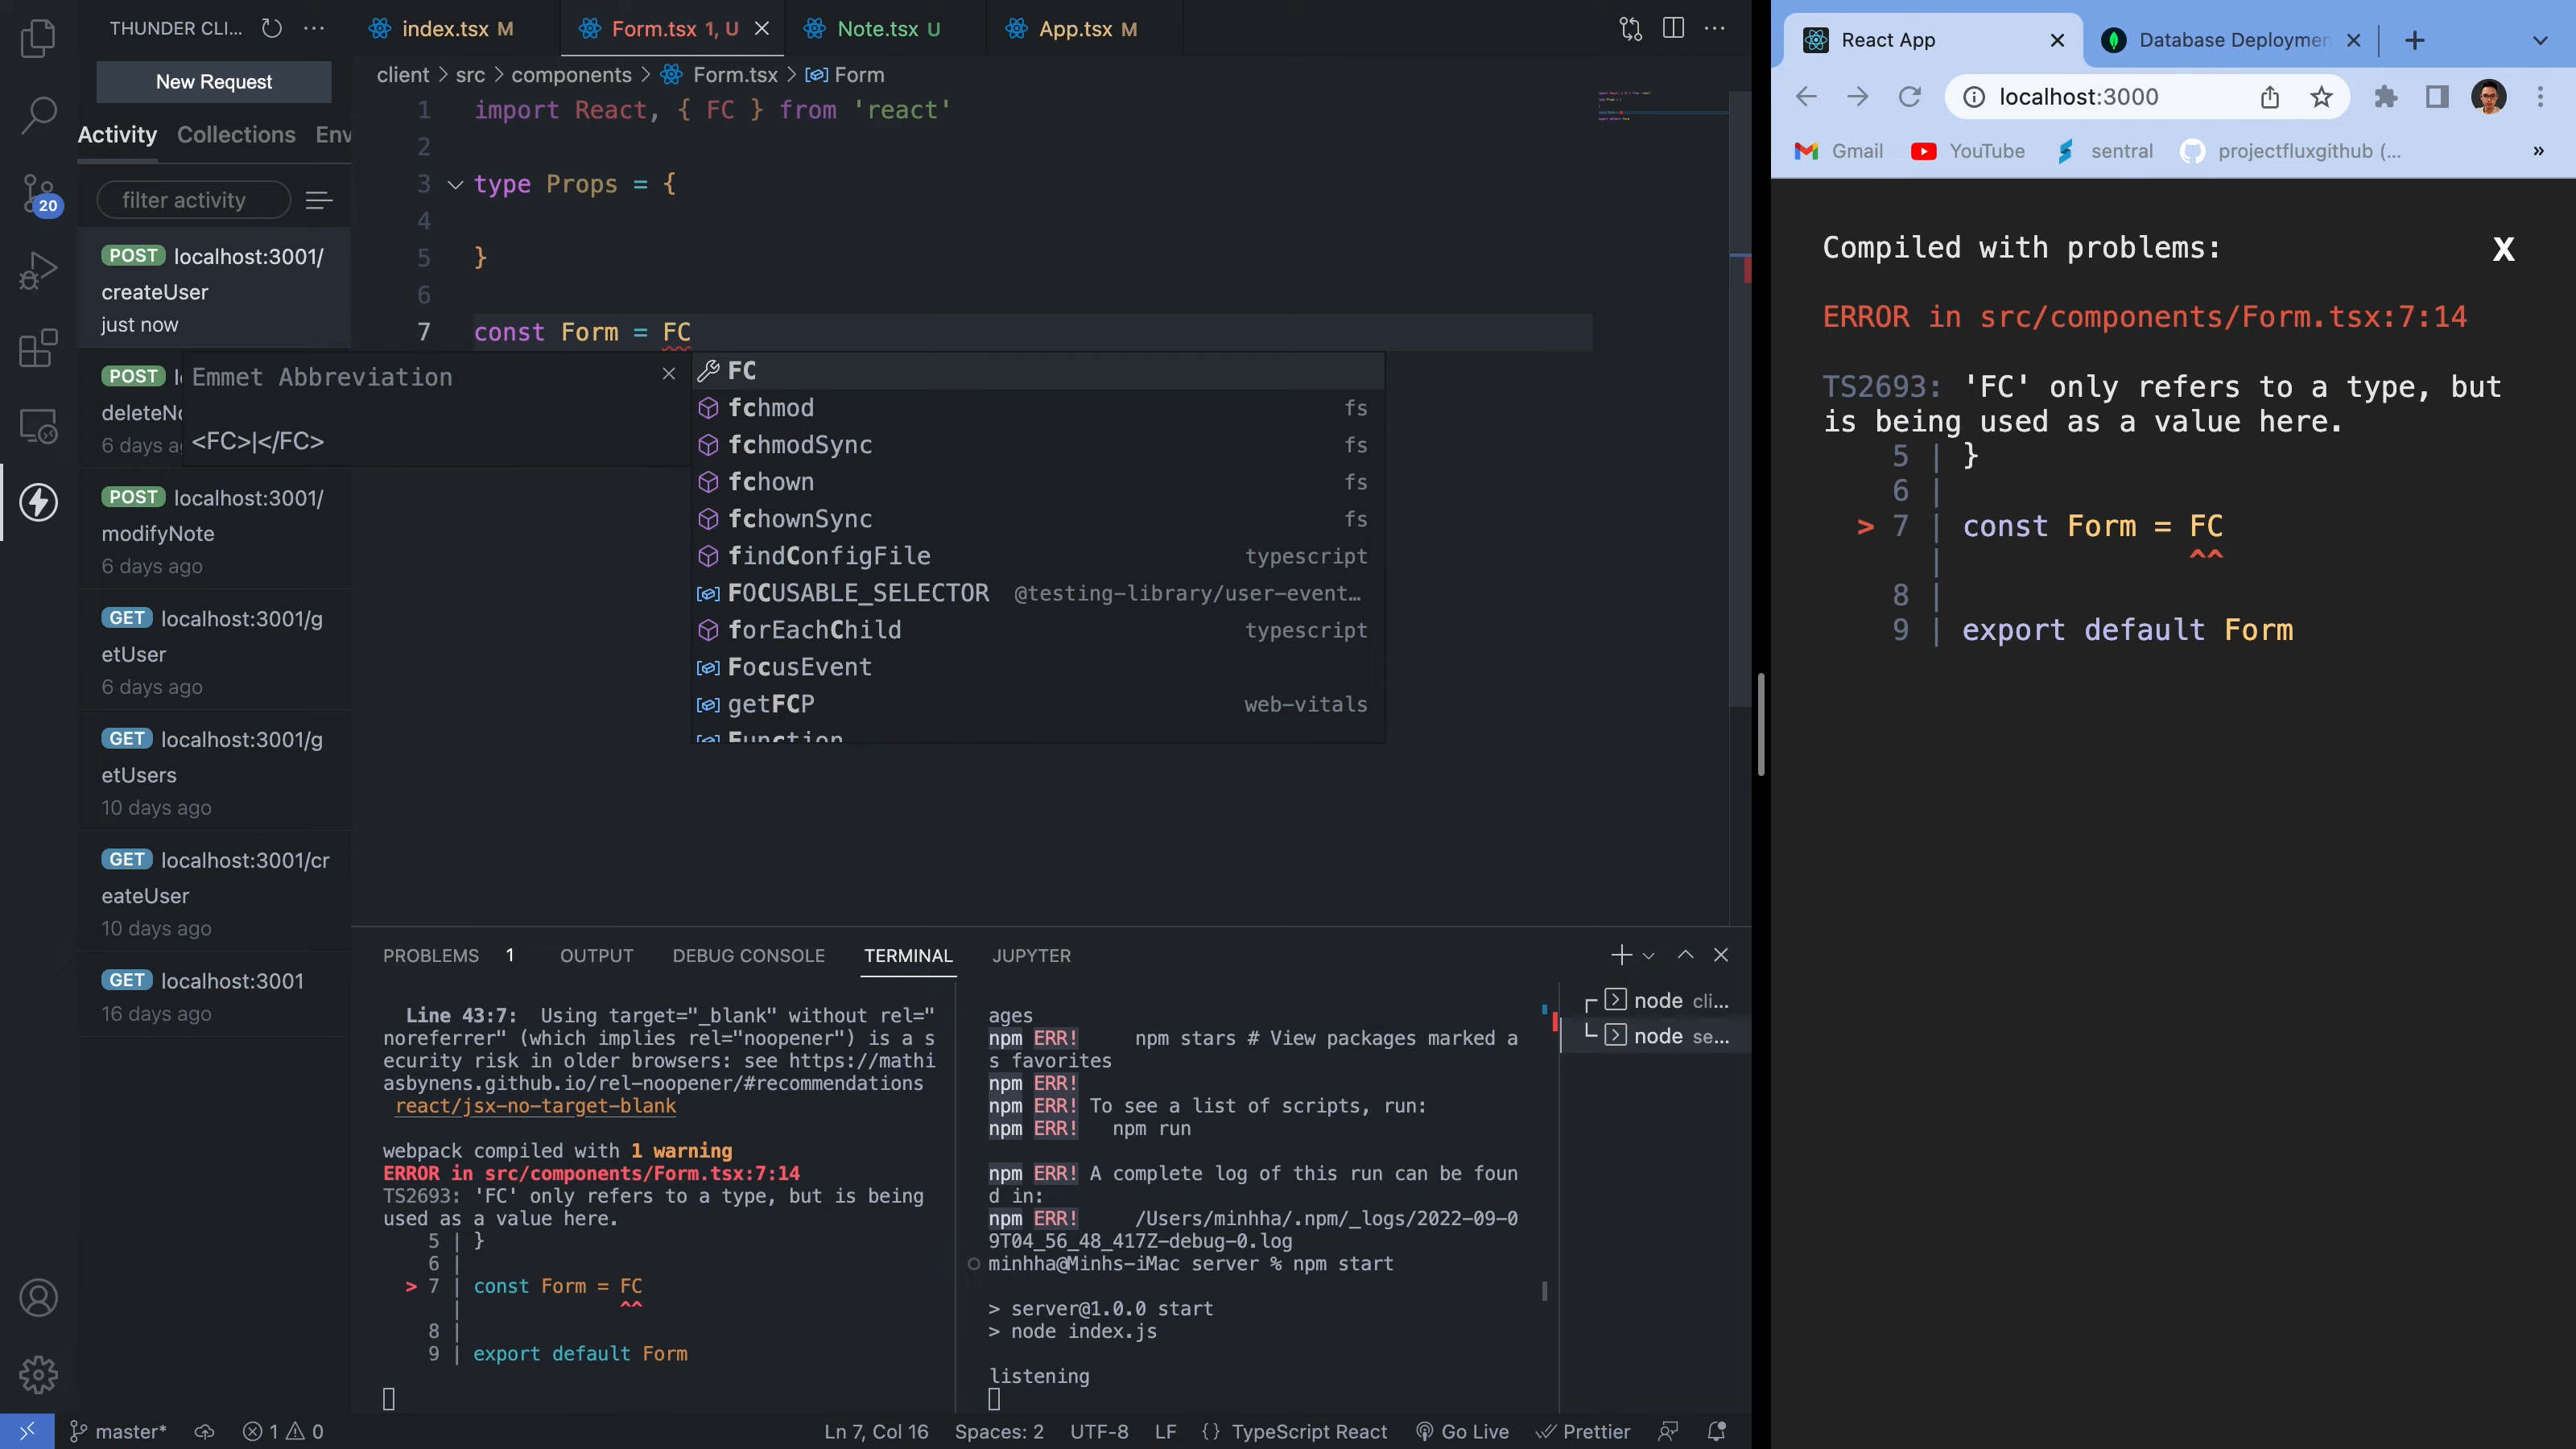 THUNDER CLI...
New Request
Activity Collections Env
filter activity
20
POST localhost:3001/
createUser
just now
POST
deleteNo
6 days a
POST localhost:3001/
modifyNote
6 days ago
GET localhost:3001/g
etUser
6 days ago
GET localhost:3001/g
etUsers
10 days ago
GET localhost:3001/cr
eateUser
10 days ago
GET localhost:3001
16 days ago
index.tsx M
Form.tsx 1, U
Note.tsx U
App.tsx M
client > src > components > Form.tsx > Form
1 import React, { FC } from 'react'
2
3 type Props = {
4
5 }
6
7 const Form = FC
Emmet Abbreviation
<FC>|</FC>
FC
fchmod fs
fchmodSync fs
fchown fs
fchownSync fs
findConfigFile typescript
FOCUSABLE_SELECTOR @testing-library/user-event...
forEachChild typescript
FocusEvent
getFCP web-vitals
Function
PROBLEMS 1 OUTPUT DEBUG CONSOLE TERMINAL JUPYTER
Line 43:7: Using target="_blank" without rel="
noreferrer" (which implies rel="noopener") is a s
ecurity risk in older browsers: see https://mathi
asbynens.github.io/rel-noopener/#recommendations
react/jsx-no-target-blank
webpack compiled with 1 warning
ERROR in src/components/Form.tsx:7:14
TS2693: 'FC' only refers to a type, but is being
used as a value here.
5 | }
6 |
> 7 | const Form = FC
| ^^
8 |
9 | export default Form
ages
npm ERR! npm stars # View packages marked a
s favorites
npm ERR!
npm ERR! To see a list of scripts, run:
npm ERR! npm run
npm ERR! A complete log of this run can be foun
d in:
npm ERR! /Users/minhha/.npm/_logs/2022-09-0
9T04_56_48_417Z-debug-0.log
minhha@Minhs-iMac server % npm start
> server@1.0.0 start
> node index.js
listening
node cli...
node se...
master* 1 0
Ln 7, Col 16 Spaces: 2 UTF-8 LF {} TypeScript React Go Live Prettier
React App
Database Deploymen
localhost:3000
Gmail YouTube sentral projectfluxgithub (... »
Compiled with problems: X
ERROR in src/components/Form.tsx:7:14
TS2693: 'FC' only refers to a type, but
is being used as a value here.
5 | }
6 |
> 7 | const Form = FC
| ^^
8 |
9 | export default Form